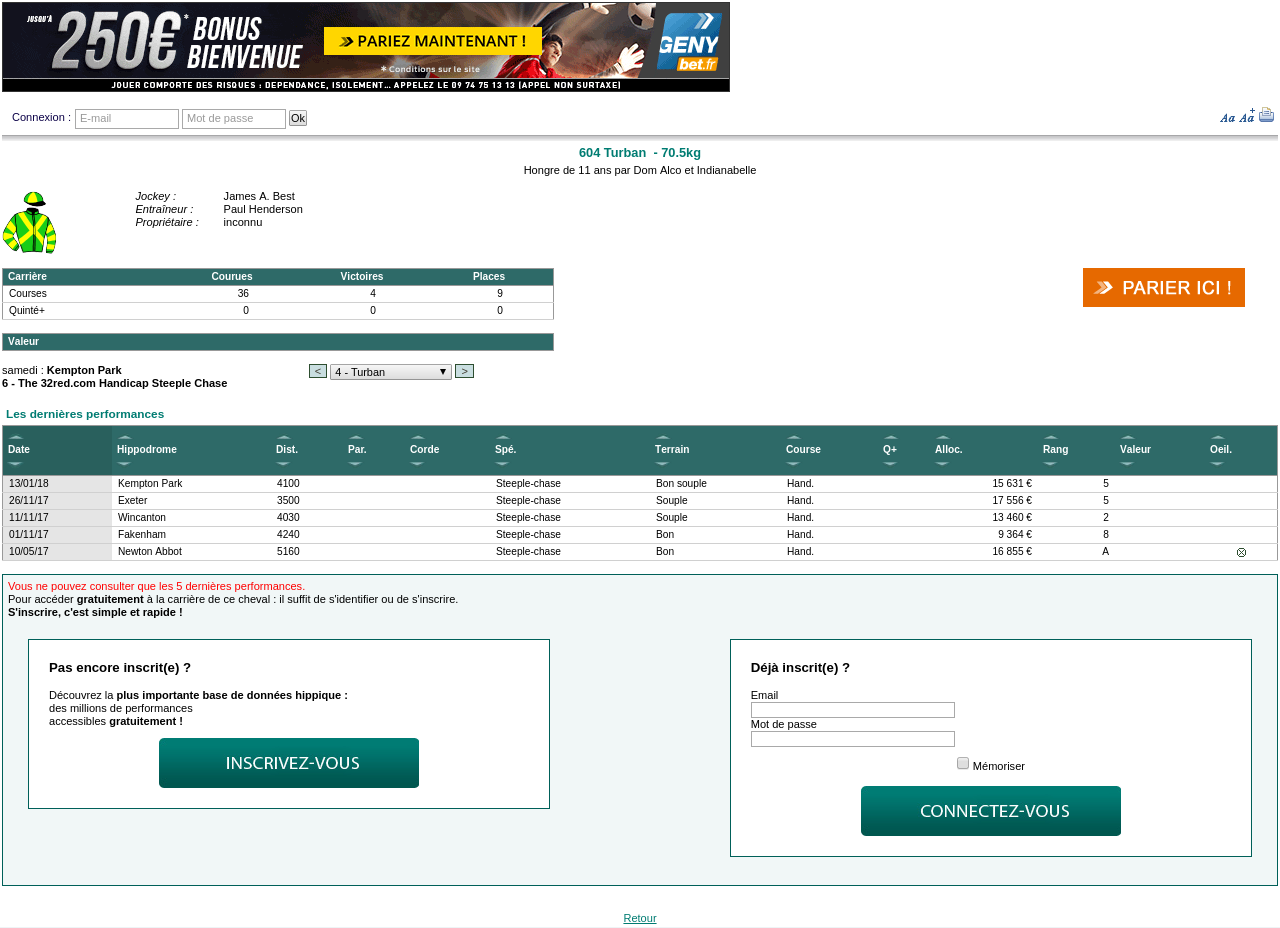 JUSQU'À 250€* BONUS BIENVENUE
PARIEZ MAINTENANT !
* Conditions sur le site
GENY bet.fr
JOUER COMPORTE DES RISQUES : DEPENDANCE, ISOLEMENT... APPELEZ LE 09 74 75 13 13 (APPEL NON SURTAXE)
Connexion : E-mail Mot de passe Ok
Aa Aa+
604 Turban - 70.5kg
Hongre de 11 ans par Dom Alco et Indianabelle
Jockey : James A. Best
Entraîneur : Paul Henderson
Propriétaire : inconnu
Carrière Courues Victoires Places
Courses 36 4 9
Quinté+ 0 0 0
PARIER ICI !
Valeur
samedi : Kempton Park
6 - The 32red.com Handicap Steeple Chase
< 4 - Turban >
Les dernières performances
Date Hippodrome Dist. Par. Corde Spé. Terrain Course Q+ Alloc. Rang Valeur Oeil.
13/01/18 Kempton Park 4100 Steeple-chase Bon souple Hand. 15 631 € 5
26/11/17 Exeter 3500 Steeple-chase Souple Hand. 17 556 € 5
11/11/17 Wincanton 4030 Steeple-chase Souple Hand. 13 460 € 2
01/11/17 Fakenham 4240 Steeple-chase Bon Hand. 9 364 € 8
10/05/17 Newton Abbot 5160 Steeple-chase Bon Hand. 16 855 € A
Vous ne pouvez consulter que les 5 dernières performances.
Pour accéder gratuitement à la carrière de ce cheval : il suffit de s'identifier ou de s'inscrire.
S'inscrire, c'est simple et rapide !
Pas encore inscrit(e) ?
Découvrez la plus importante base de données hippique :
des millions de performances
accessibles gratuitement !
INSCRIVEZ-VOUS
Déjà inscrit(e) ?
Email
Mot de passe
Mémoriser
CONNECTEZ-VOUS
Retour